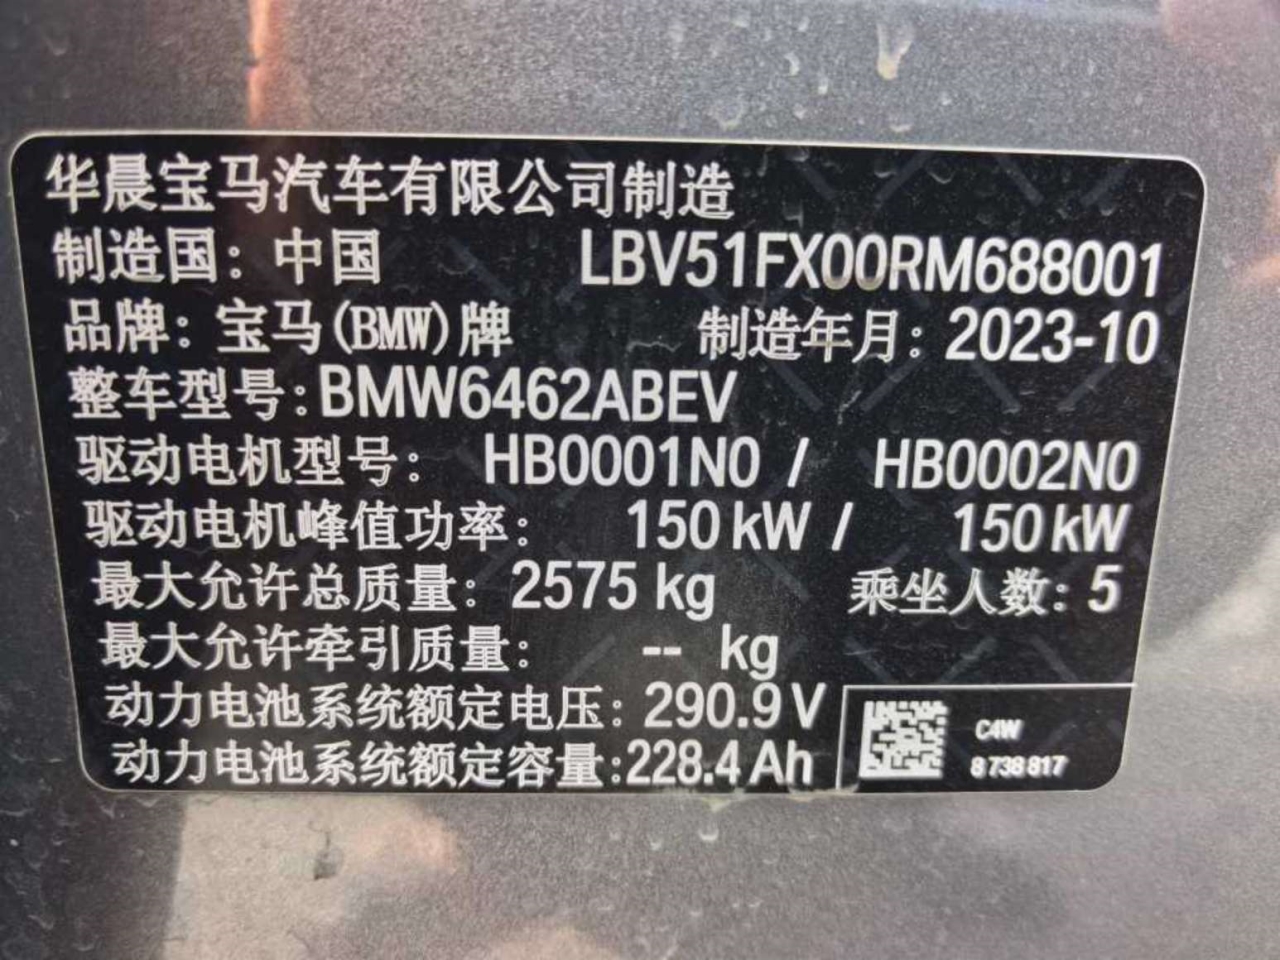 华晨宝马汽车有限公司制造
制造国：中国 LBV51FX00RM688001
品牌：宝马(BMW)牌 制造年月：2023-10
整车型号：BMW6462ABEV
驱动电机型号： HB0001N0 / HB0002N0
驱动电机峰值功率： 150 kW / 150 kW
最大允许总质量：2575 kg 乘坐人数：5
最大允许牵引质量： -- kg
动力电池系统额定电压：290.9 V
动力电池系统额定容量：228.4 Ah
C4W
8 738 817